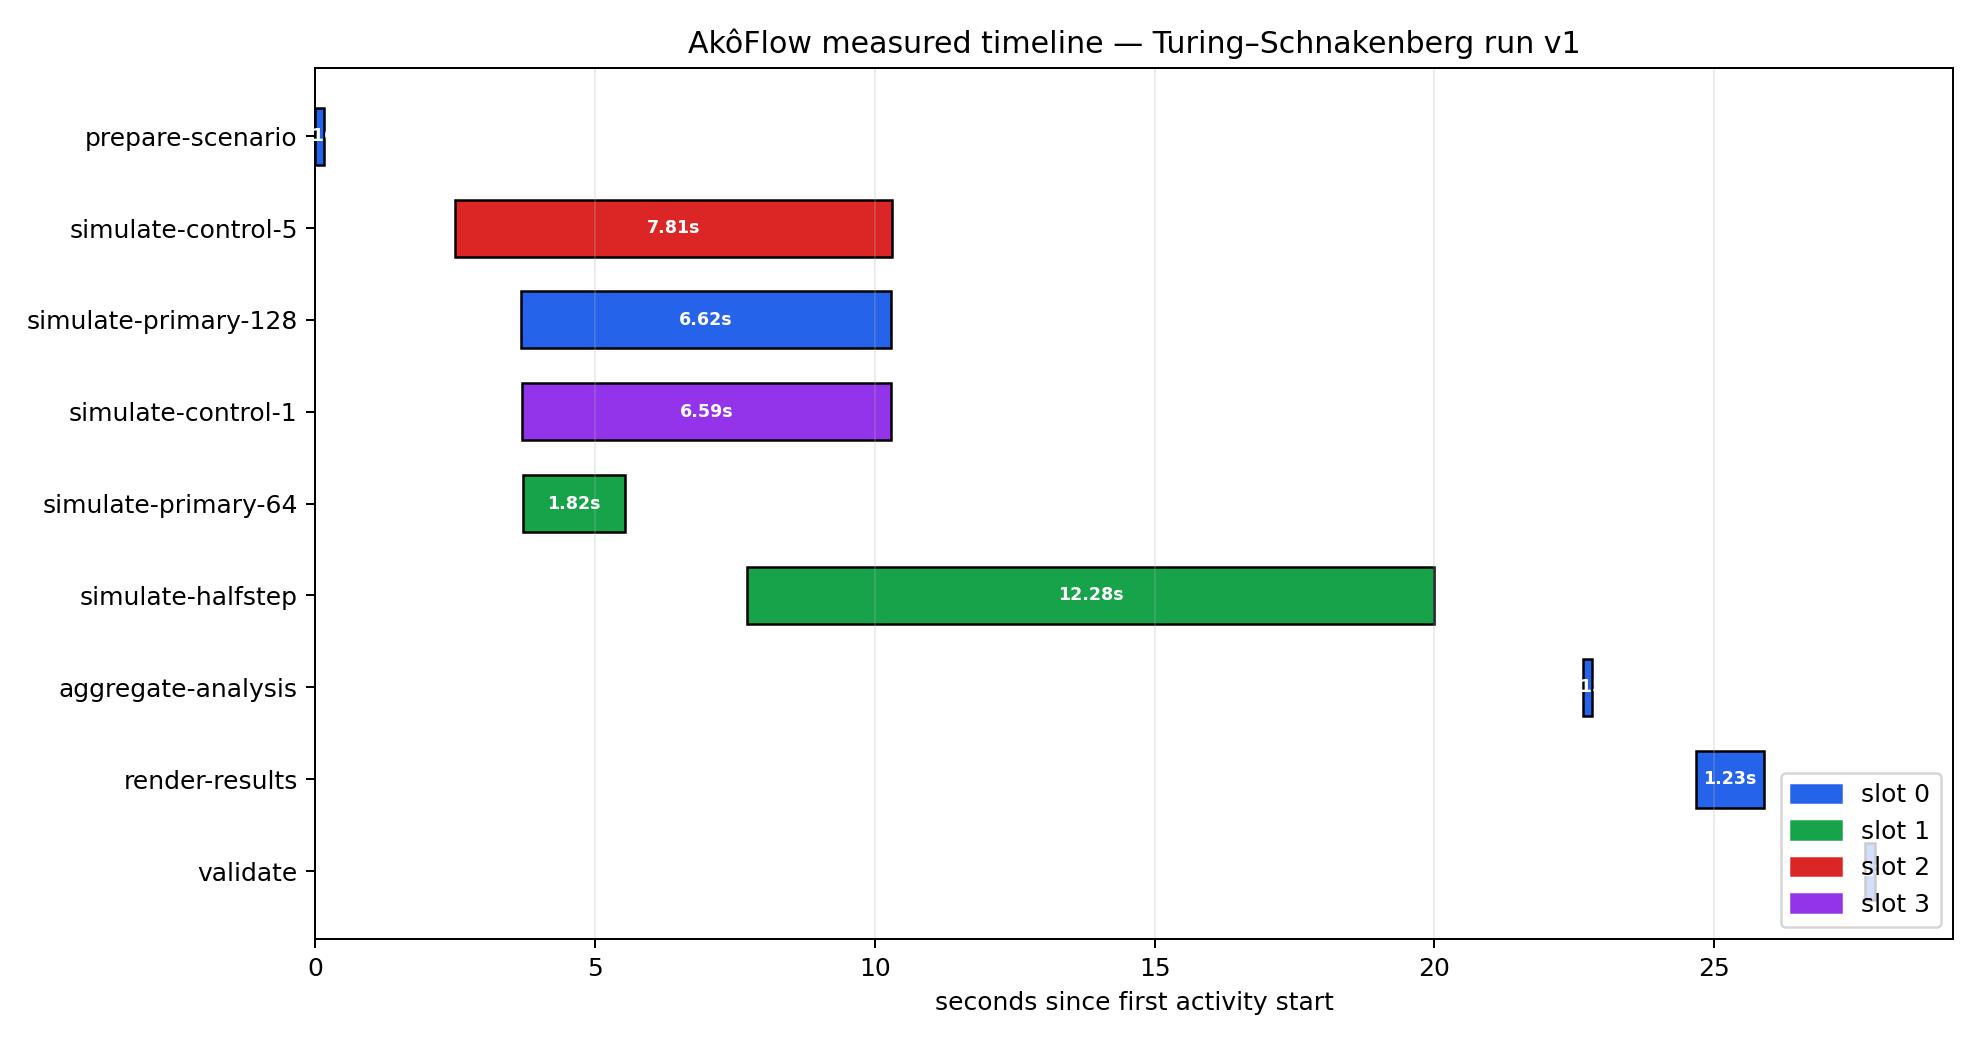 AkôFlow measured timeline — Turing–Schnakenberg run v1
prepare-scenario
simulate-control-5
7.81s
simulate-primary-128
6.62s
simulate-control-1
6.59s
simulate-primary-64
1.82s
simulate-halfstep
12.28s
aggregate-analysis
render-results
1.23s
validate
slot 0
slot 1
slot 2
slot 3
0 5 10 15 20 25
seconds since first activity start